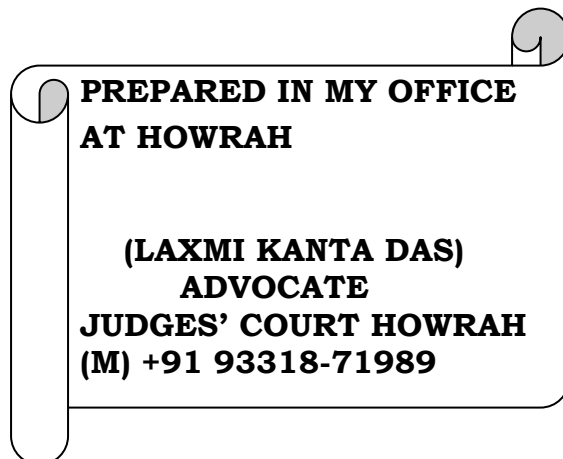 PREPARED IN MY OFFICE
AT HOWRAH
(LAXMI KANTA DAS)
ADVOCATE
JUDGES’ COURT HOWRAH
(M) +91 93318-71989